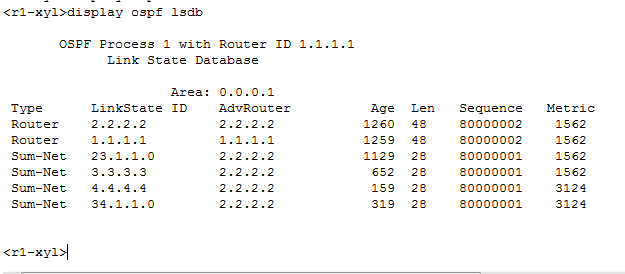 <r1-xyl>display ospf lsdb
OSPF Process 1 with Router ID 1.1.1.1
Link State Database
Area: 0.0.0.1
Type LinkState ID AdvRouter Age Len Sequence Metric
Router 2.2.2.2 2.2.2.2 1260 48 80000002 1562
Router 1.1.1.1 1.1.1.1 1259 48 80000002 1562
Sum-Net 23.1.1.0 2.2.2.2 1129 28 80000001 1562
Sum-Net 3.3.3.3 2.2.2.2 652 28 80000001 1562
Sum-Net 4.4.4.4 2.2.2.2 159 28 80000001 3124
Sum-Net 34.1.1.0 2.2.2.2 319 28 80000001 3124
<r1-xyl>